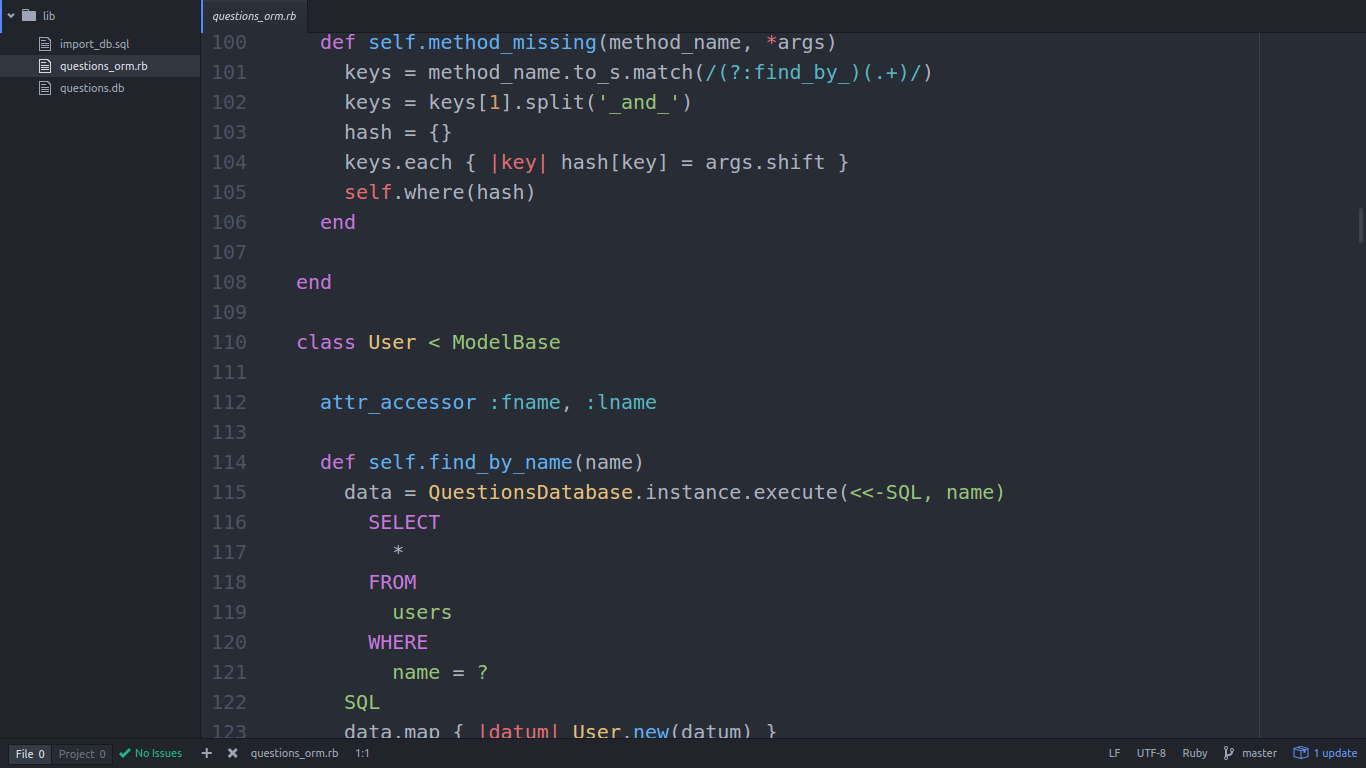 lib
import_db.sql
questions_orm.rb
questions.db
questions_orm.rb
100 def self.method_missing(method_name, *args)
101 keys = method_name.to_s.match(/(?:find_by_)(.+)/)
102 keys = keys[1].split('_and_')
103 hash = {}
104 keys.each { |key| hash[key] = args.shift }
105 self.where(hash)
106 end
107
108 end
109
110 class User < ModelBase
111
112 attr_accessor :fname, :lname
113
114 def self.find_by_name(name)
115 data = QuestionsDatabase.instance.execute(<<-SQL, name)
116 SELECT
117 *
118 FROM
119 users
120 WHERE
121 name = ?
122 SQL
123 data.map { |datum| User.new(datum) }
File 0 Project 0 No Issues questions_orm.rb 1:1 LF UTF-8 Ruby master 1 update